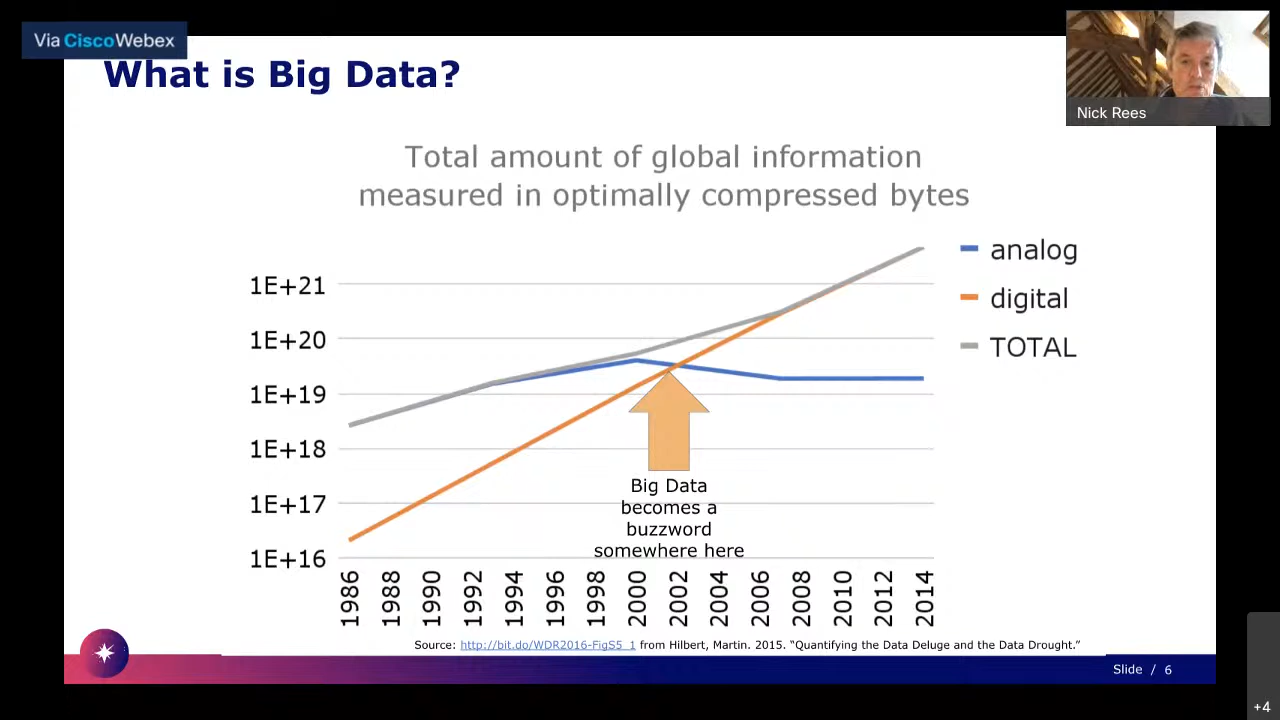 Via CiscoWebex
What is Big Data?
Nick Rees
Total amount of global information
measured in optimally compressed bytes
analog
digital
TOTAL
1E+21
1E+20
1E+19
1E+18
1E+17
1E+16
Big Data
becomes a
buzzword
somewhere here
1986
1988
1990
1992
1994
1996
1998
2000
2002
2004
2006
2008
2010
2012
2014
Source: http://bit.do/WDR2016-FigS5_1 from Hilbert, Martin. 2015. “Quantifying the Data Deluge and the Data Drought.”
Slide / 6
+4